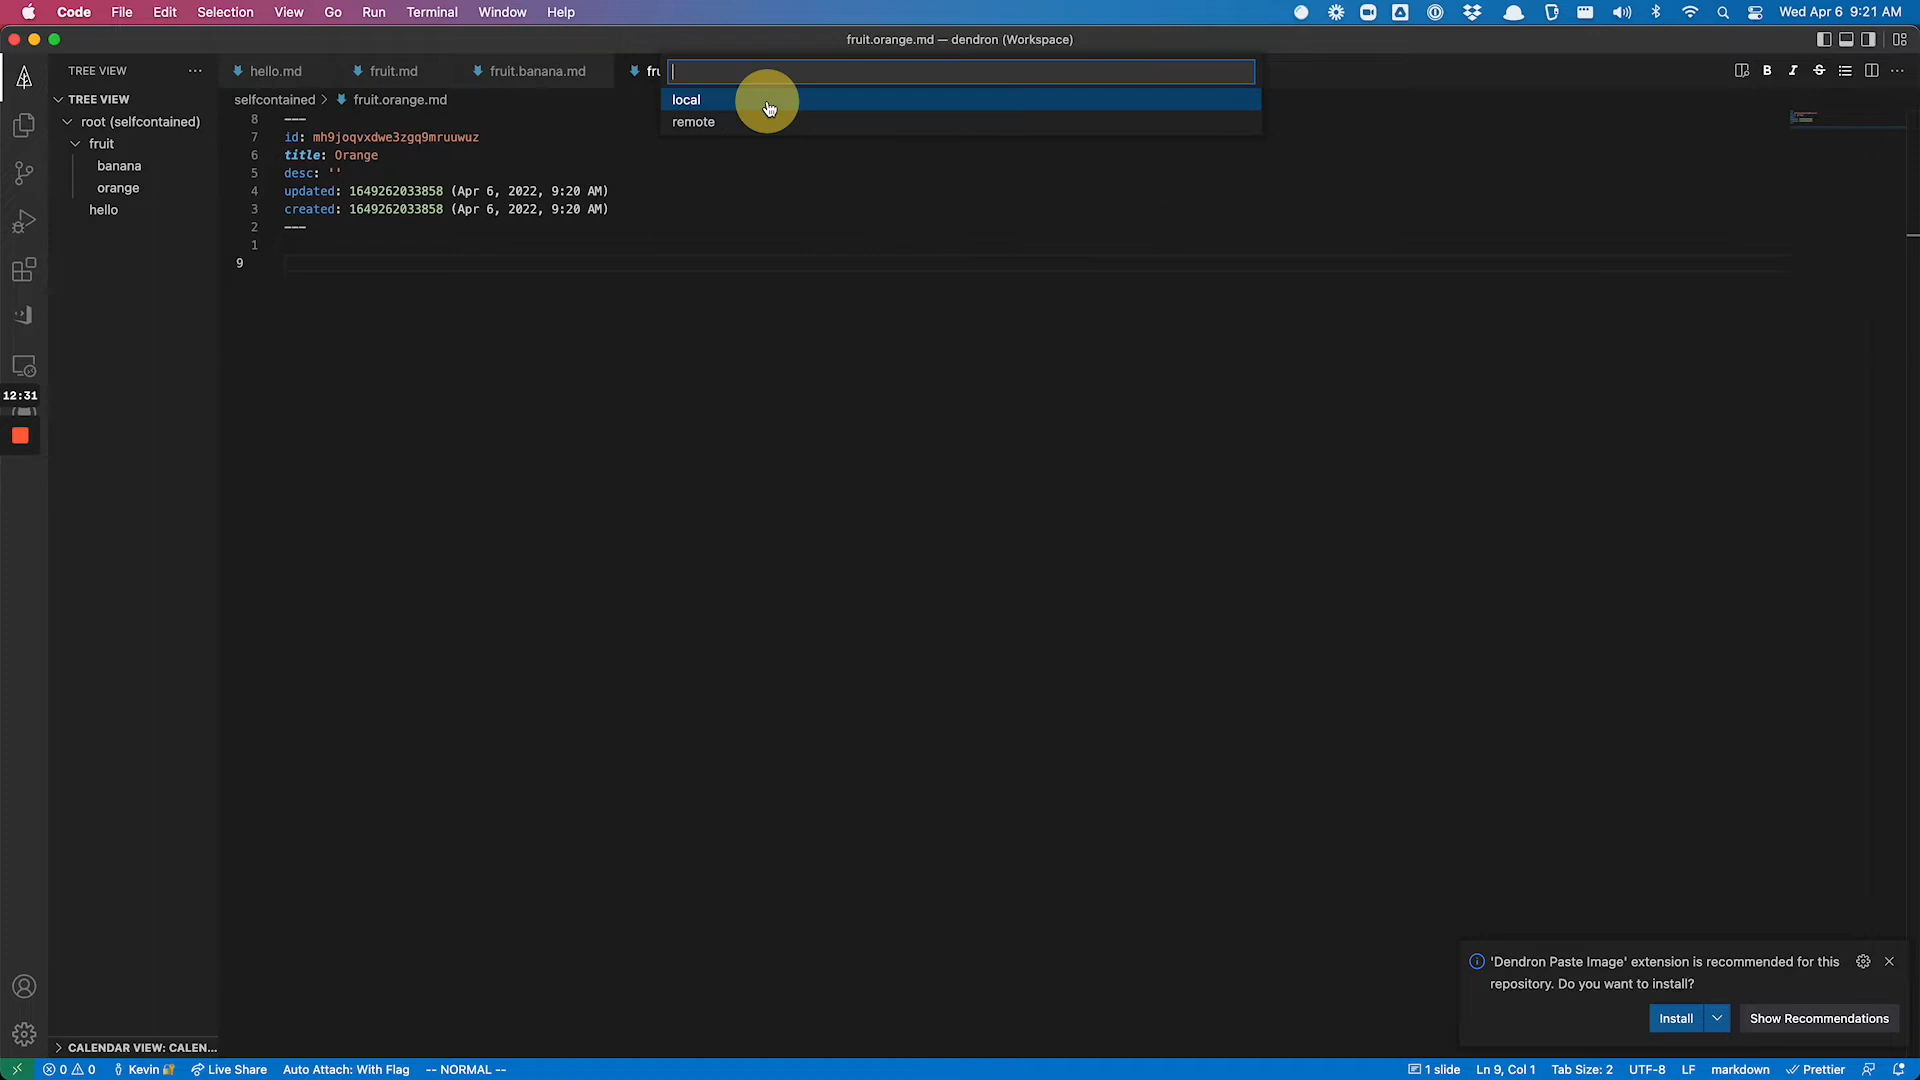 Code File Edit Selection View Go Run Terminal Window Help
Wed Apr 6 9:21 AM
fruit.orange.md — dendron (Workspace)
TREE VIEW
hello.md
fruit.md
fruit.banana.md
fru
TREE VIEW
root (selfcontained)
fruit
banana
orange
hello
selfcontained > fruit.orange.md
local
remote
8 ---
7 id: mh9joqvxdwe3zgq9mruuwuz
6 title: Orange
5 desc: ''
4 updated: 1649262033858 (Apr 6, 2022, 9:20 AM)
3 created: 1649262033858 (Apr 6, 2022, 9:20 AM)
2 ---
1
9
12:31
'Dendron Paste Image' extension is recommended for this
repository. Do you want to install?
Install
Show Recommendations
CALENDAR VIEW: CALEN...
0 0 Kevin Live Share Auto Attach: With Flag -- NORMAL --
1 slide Ln 9, Col 1 Tab Size: 2 UTF-8 LF markdown Prettier